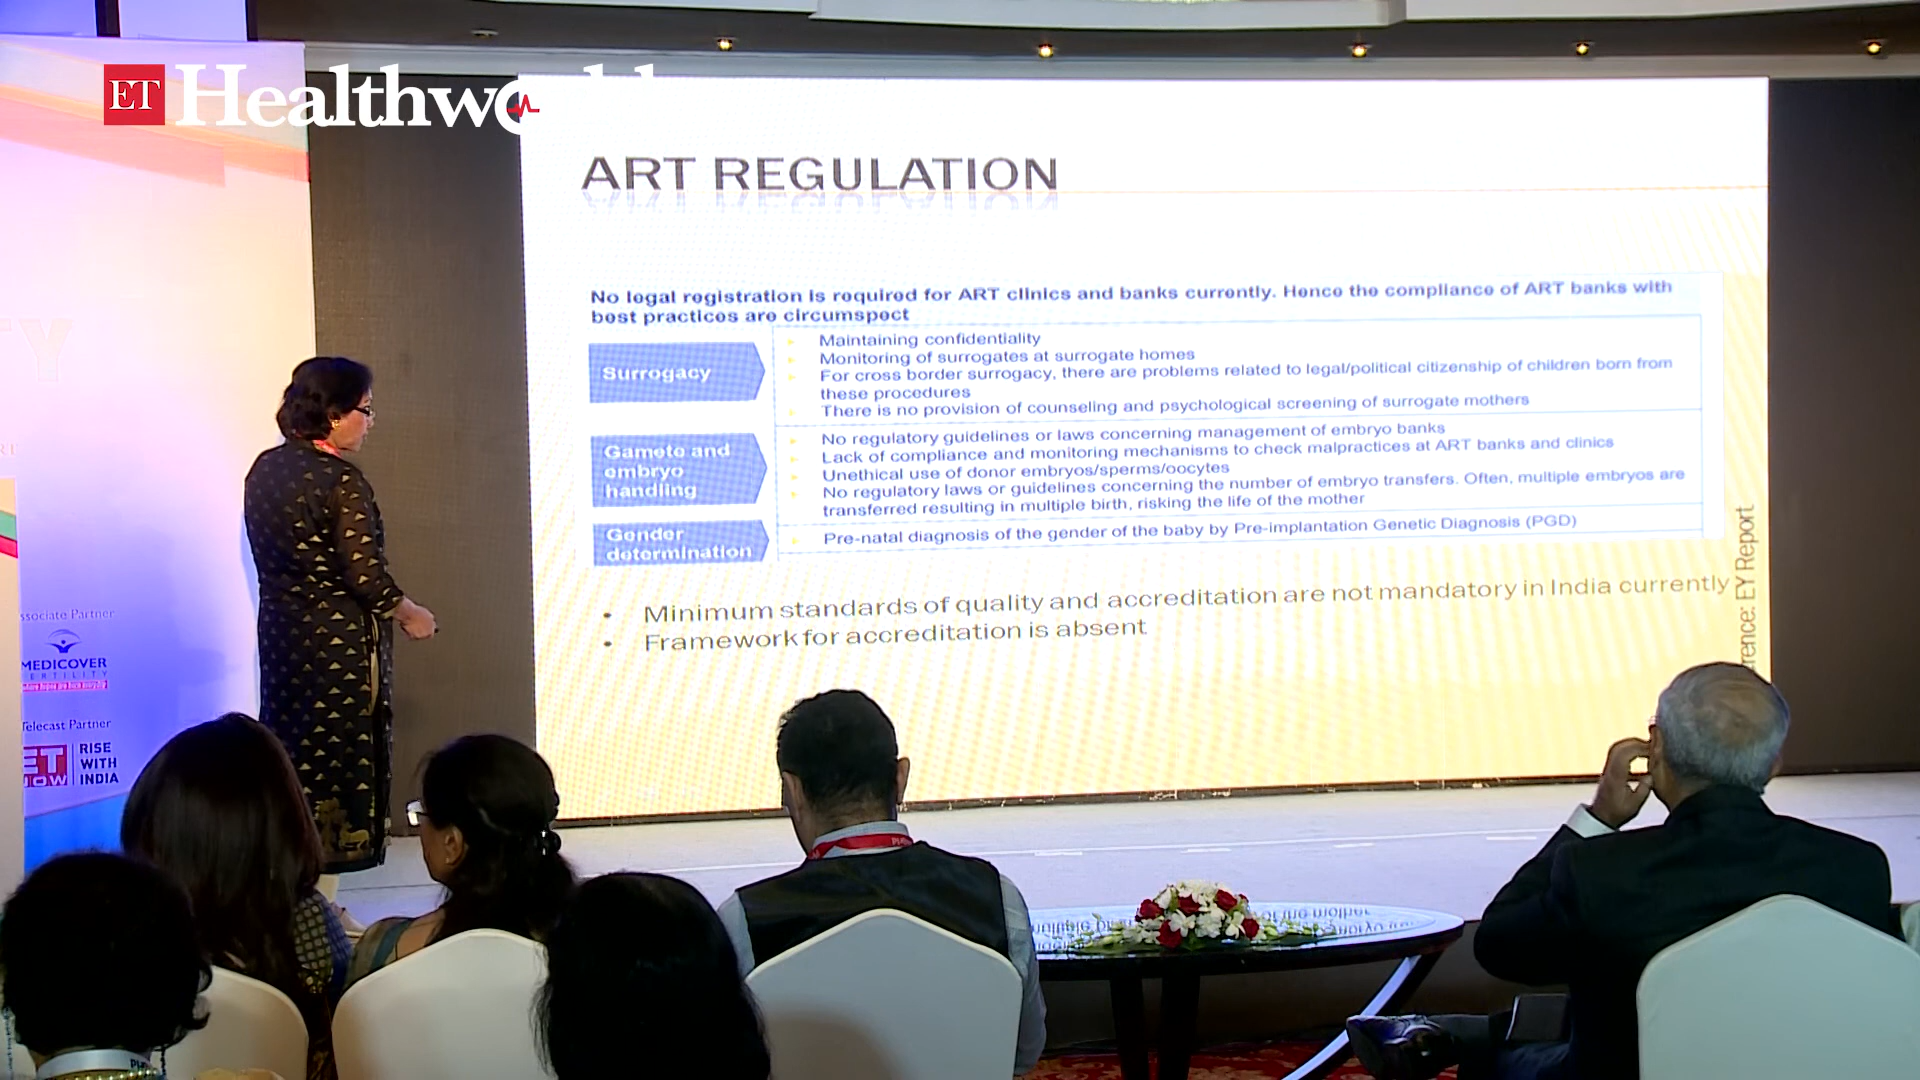 ET Healthwo
ART REGULATION
No legal registration is required for ART clinics and banks currently. Hence the compliance of ART banks with
best practices are circumspect
Surrogacy
Maintaining confidentiality
Monitoring of surrogates at surrogate homes
For cross border surrogacy, there are problems related to legal/political citizenship of children born from
these procedures
There is no provision of counseling and psychological screening of surrogate mothers
Gamete and
embryo
handling
No regulatory guidelines or laws concerning management of embryo banks
Lack of compliance and monitoring mechanisms to check malpractices at ART banks and clinics
Unethical use of donor embryos/sperms/oocytes
No regulatory laws or guidelines concerning the number of embryo transfers. Often, multiple embryos are
transferred resulting in multiple birth, risking the life of the mother
Gender
determination
Pre-natal diagnosis of the gender of the baby by Pre-implantation Genetic Diagnosis (PGD)
• Minimum standards of quality and accreditation are not mandatory in India currently
• Framework for accreditation is absent
rence: EY Report
ssociate Partner
MEDICOVER
ERTILITY
Telecast Partner
ET
NOW
RISE
WITH
INDIA